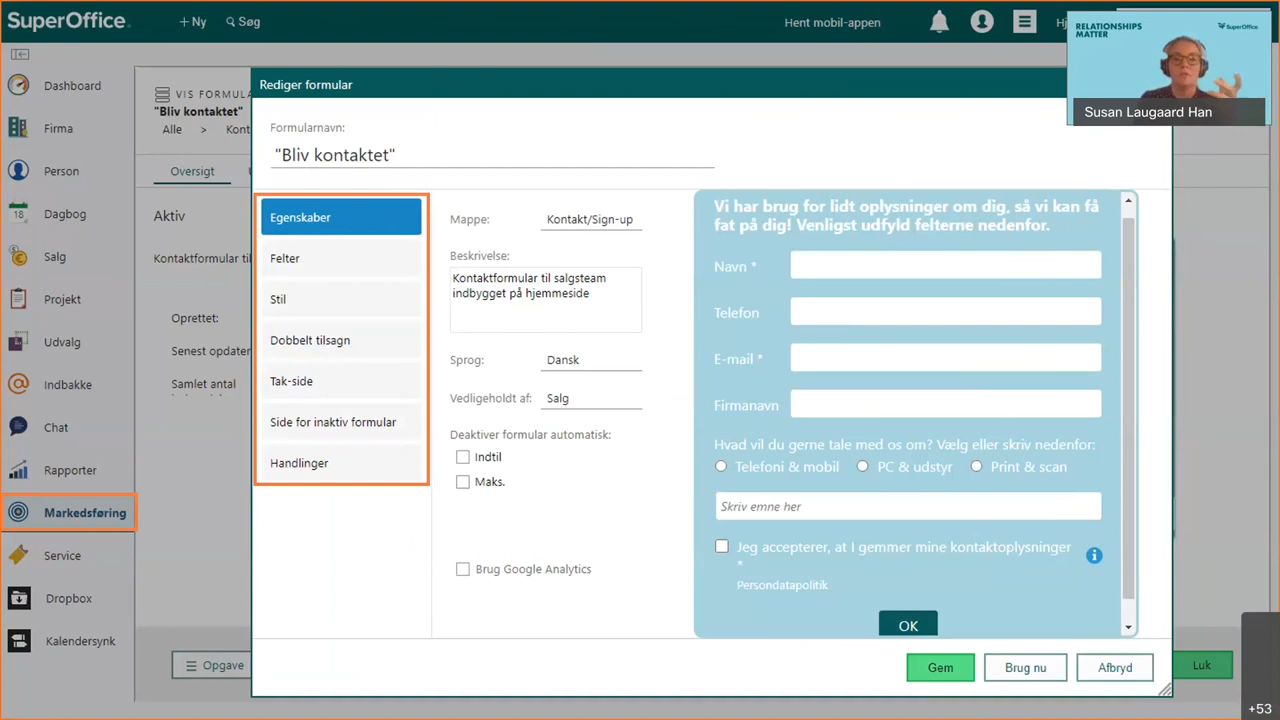 SuperOffice.
+ Ny
Søg
Hent mobil-appen
RELATIONSHIPS
MATTER
SuperOffice
Susan Laugaard Han
Dashboard
Firma
Person
18
Dagbog
Salg
Projekt
Udvalg
Indbakke
Chat
Rapporter
Markedsføring
Service
Dropbox
Kalendersynk
"Bliv kontaktet"
Alle >
Oversigt
Aktiv
Oprettet:
Samlet antal
Opgave
Rediger formular
Formularnavn:
"Bliv kontaktet"
Egenskaber
Felter
Stil
Dobbelt tilsagn
Tak-side
Side for inaktiv formular
Handlinger
Mappe: Kontakt/Sign-up
Beskrivelse:
Kontaktformular til salgsteam
indbygget på hjemmeside
Sprog: Dansk
Vedligeholdt af: Salg
Deaktiver formular automatisk:
Indtil
Maks.
Brug Google Analytics
Vi har brug for lidt oplysninger om dig, så vi kan få
fat på dig! Venligst udfyld felterne nedenfor.
Navn *
Telefon
E-mail *
Firmanavn
Hvad vil du gerne tale med os om? Vælg eller skriv nedenfor:
Telefoni & mobil PC & udstyr Print & scan
Skriv emne her
Jeg accepterer, at I gemmer mine kontaktoplysninger
*
Persondatapolitik
OK
Gem
Brug nu
Afbryd
Luk
+53